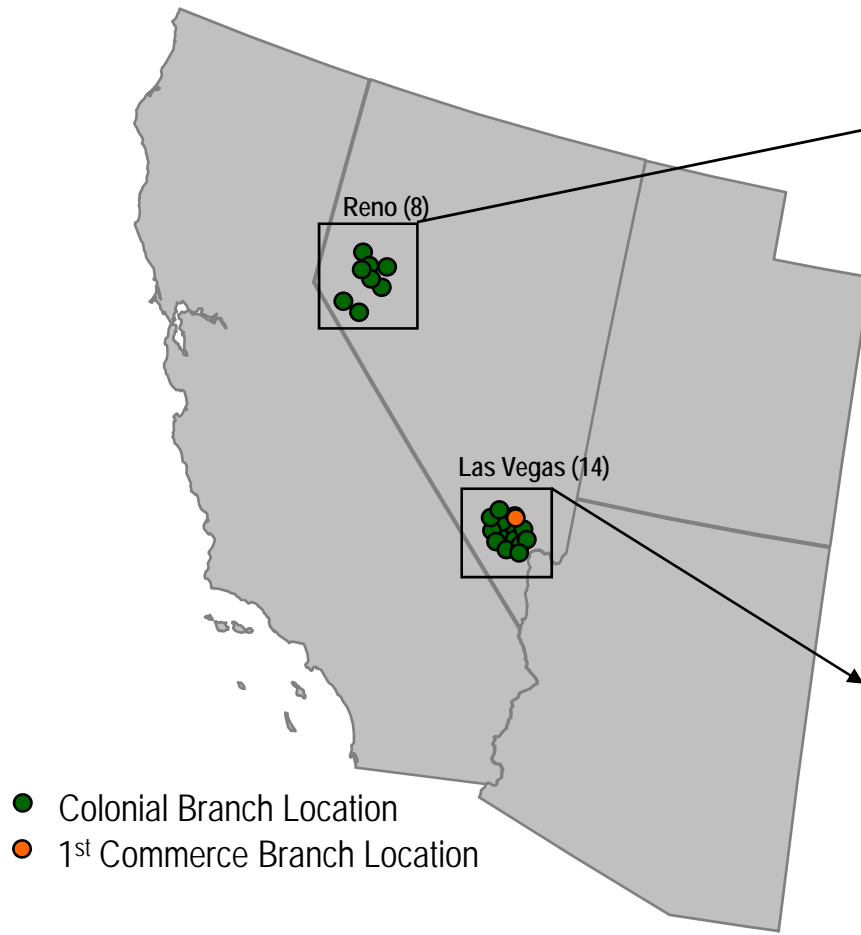 Reno (8)
Las Vegas (14)
Colonial Branch Location
1st Commerce Branch Location